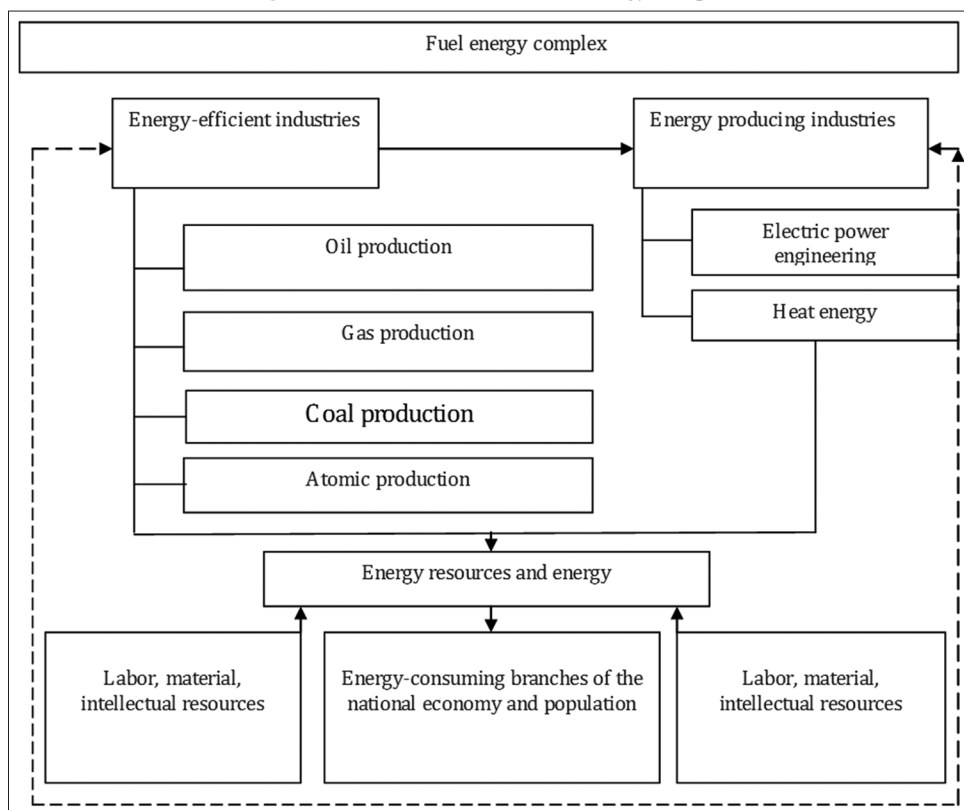 Fuel energy complex
Energy-efficient industries
Energy producing industries
Oil production
Gas production
Coal production
Atomic production
Electric power
engineering
Heat energy
Energy resources and energy
Labor, material,
intellectual resources
Energy-consuming branches of the
national economy and population
Labor, material,
intellectual resources